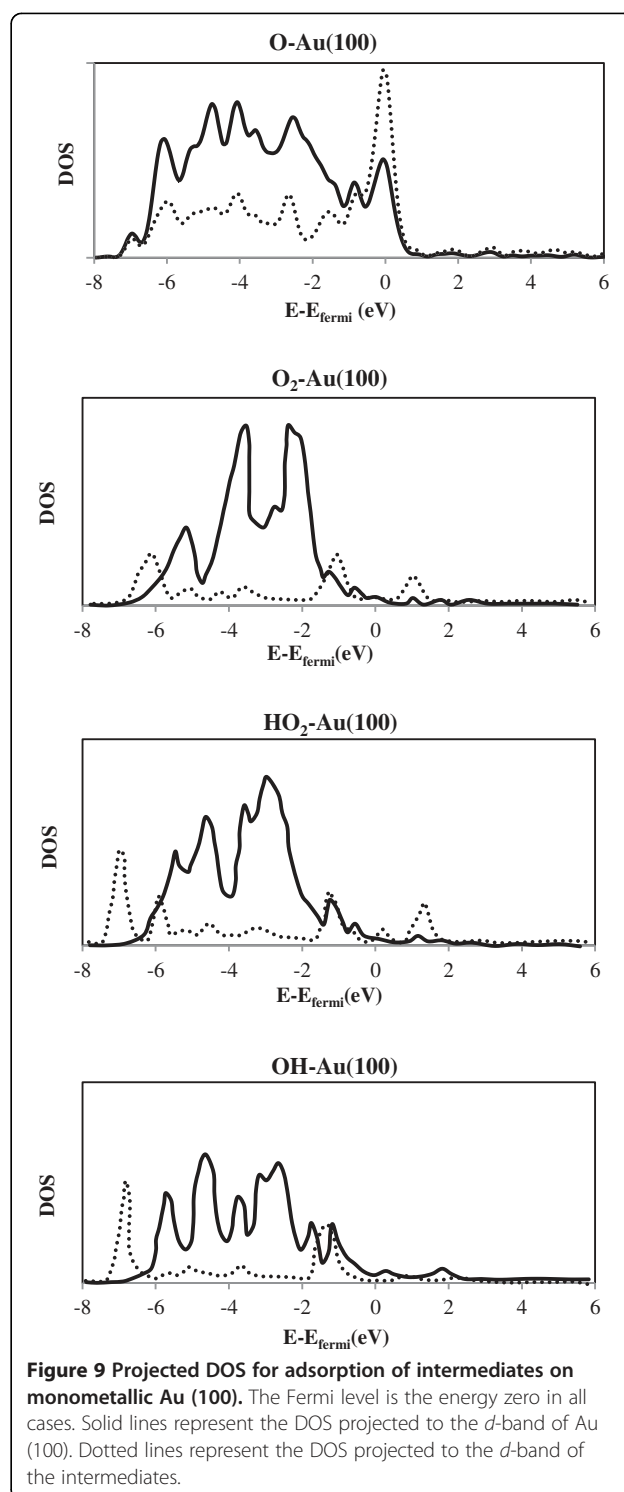 O-Au(100)
DOS
-8 -6 -4 -2 0 2 4 6
E-Efermi (eV)
O2-Au(100)
DOS
-8 -6 -4 -2 0 2 4 6
E-Efermi(eV)
HO2-Au(100)
DOS
-8 -6 -4 -2 0 2 4 6
E-Efermi(eV)
OH-Au(100)
DOS
-8 -6 -4 -2 0 2 4 6
E-Efermi(eV)
Figure 9 Projected DOS for adsorption of intermediates on
monometallic Au (100). The Fermi level is the energy zero in all
cases. Solid lines represent the DOS projected to the d-band of Au
(100). Dotted lines represent the DOS projected to the d-band of
the intermediates.